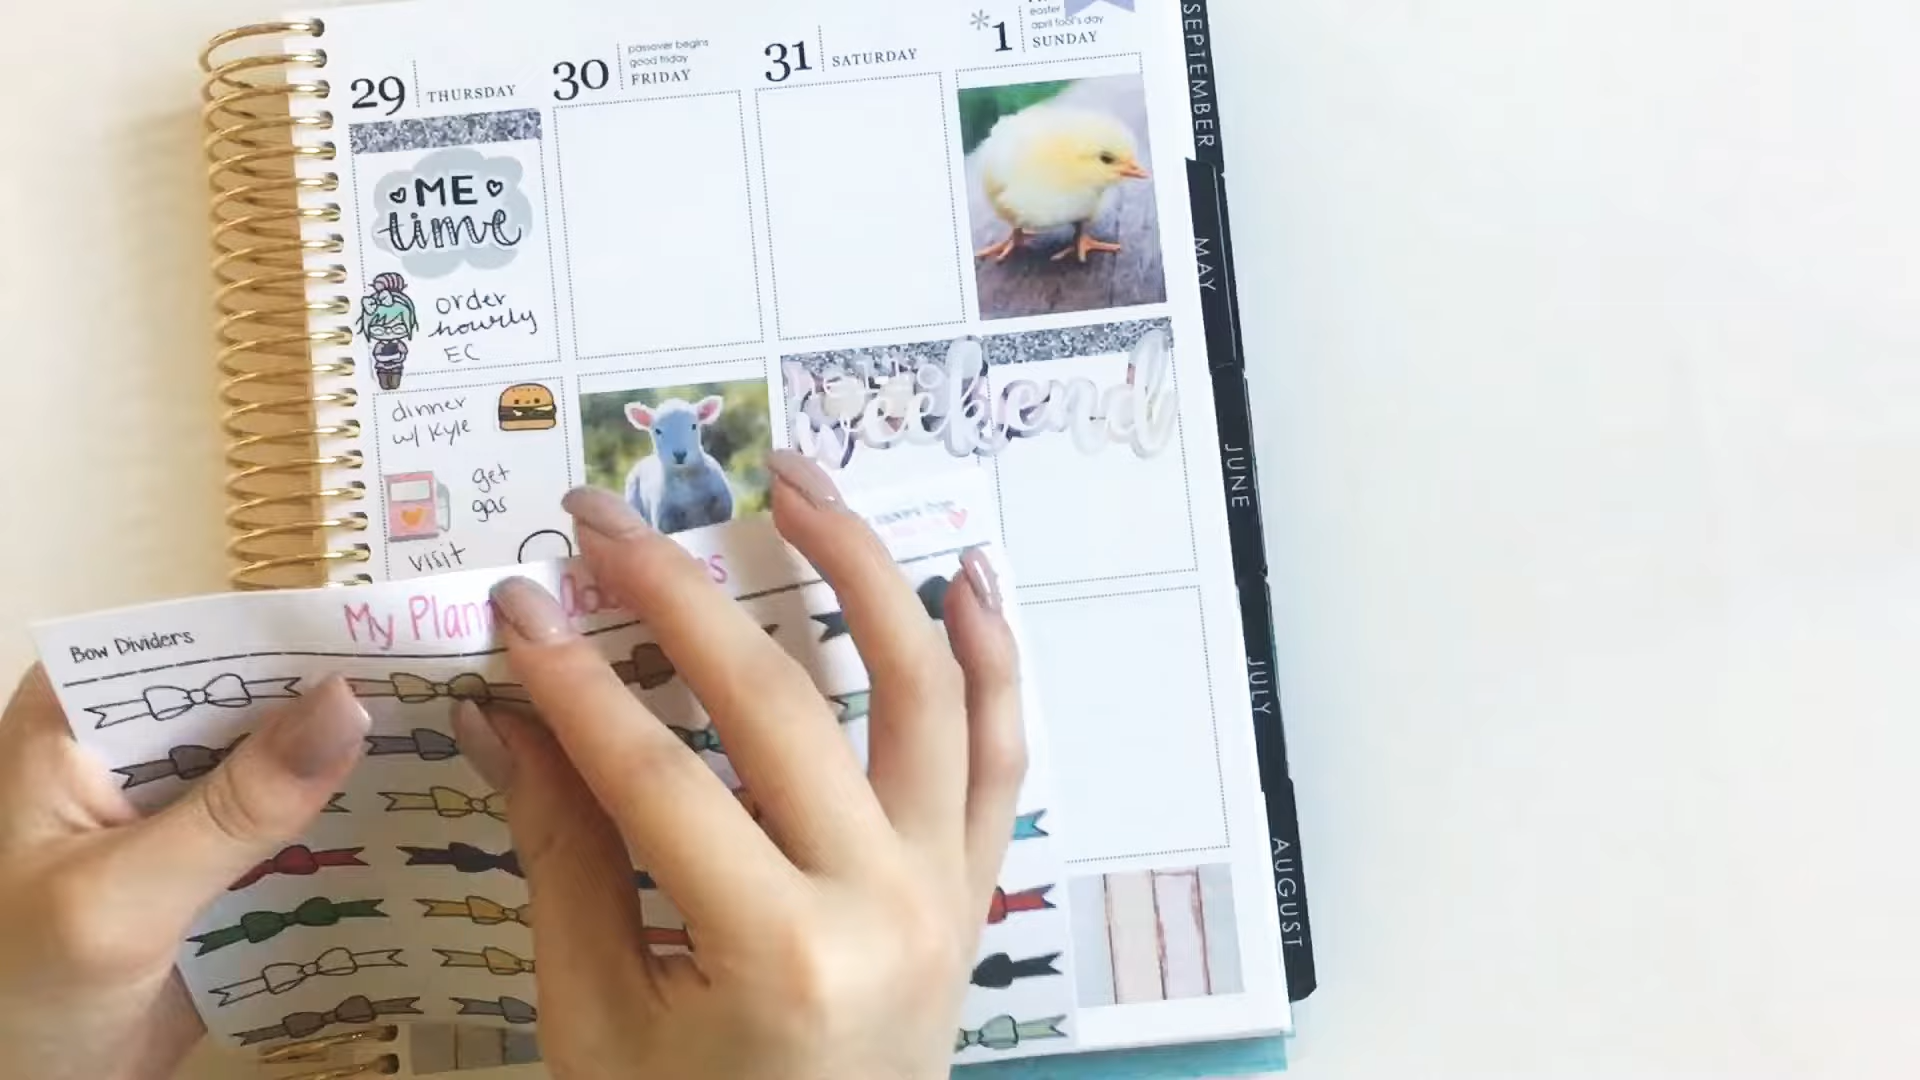 29
THURSDAY
30
passover begins
good friday
FRIDAY
31
SATURDAY
*1
easter
april fool's day
SUNDAY
SEPTEMBER
MAY
JUNE
JULY
AUGUST
ME
time
order
hourly
EC
dinner
w/ Kyle
get
gas
visit
weekend
Bow Dividers
My